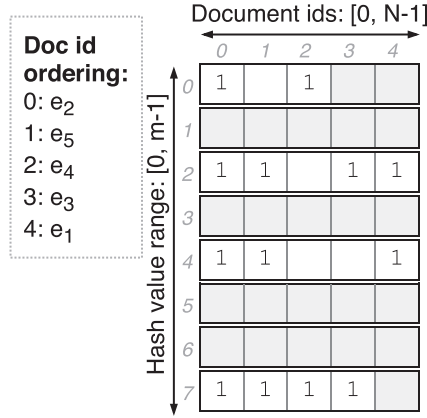 Document ids: [0, N-1]
Doc id
ordering:
0: e2
1: e5
2: e4
3: e3
4: e1
Hash value range: [0, m-1]
0 1 2 3 4
0 1 1
1
2 1 1 1 1
3
4 1 1 1
5
6
7 1 1 1 1